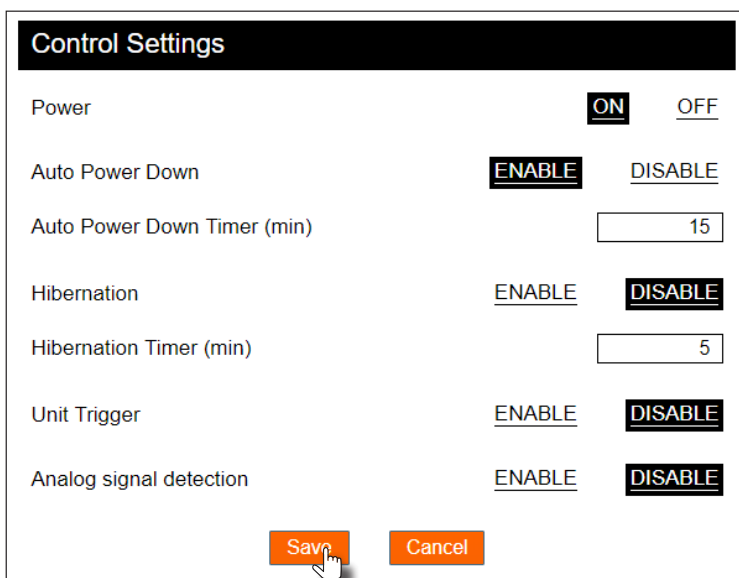 Control Settings
Power ON OFF
Auto Power Down ENABLE DISABLE
Auto Power Down Timer (min) 15
Hibernation ENABLE DISABLE
Hibernation Timer (min) 5
Unit Trigger ENABLE DISABLE
Analog signal detection ENABLE DISABLE
Save Cancel